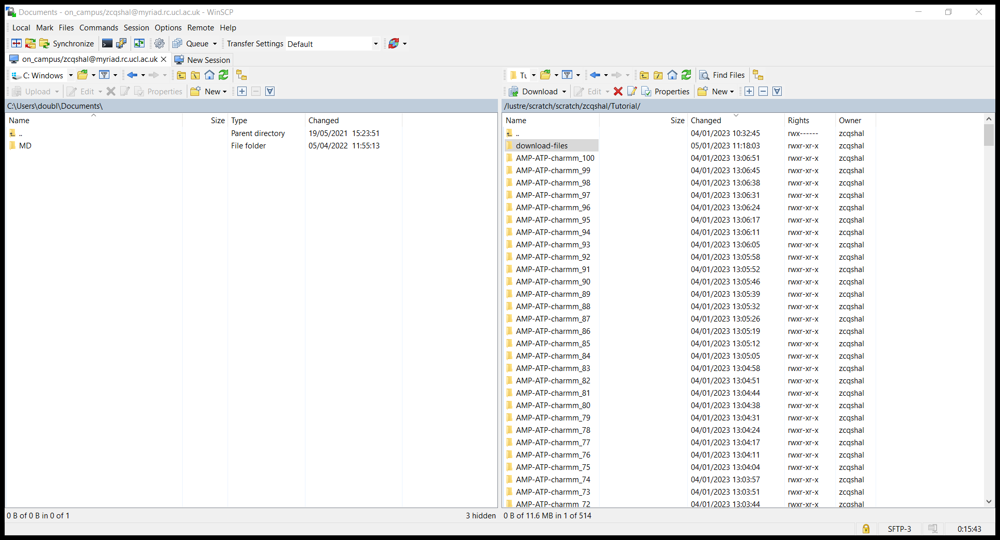 Documents - on_campus/zcqshal@myriad.rc.ucl.ac.uk - WinSCP
Local Mark Files Commands Session Options Remote Help
Synchronize Queue Transfer Settings Default
on_campus/zcqshal@myriad.rc.ucl.ac.uk New Session
C: Windows Find Files
Upload Edit Properties New Download Edit Properties New
C:\Users\doubl\Documents\
Name Size Type Changed
.. Parent directory 19/05/2021 15:23:51
MD File folder 05/04/2022 11:55:13
/lustre/scratch/scratch/zcqshal/Tutorial/
Name Size Changed Rights Owner
.. 04/01/2023 10:32:45 rwx------ zcqshal
download-files 05/01/2023 11:18:03 rwxr-xr-x zcqshal
AMP-ATP-charmm_100 04/01/2023 13:06:51 rwxr-xr-x zcqshal
AMP-ATP-charmm_99 04/01/2023 13:06:45 rwxr-xr-x zcqshal
AMP-ATP-charmm_98 04/01/2023 13:06:38 rwxr-xr-x zcqshal
AMP-ATP-charmm_97 04/01/2023 13:06:31 rwxr-xr-x zcqshal
AMP-ATP-charmm_96 04/01/2023 13:06:24 rwxr-xr-x zcqshal
AMP-ATP-charmm_95 04/01/2023 13:06:17 rwxr-xr-x zcqshal
AMP-ATP-charmm_94 04/01/2023 13:06:11 rwxr-xr-x zcqshal
AMP-ATP-charmm_93 04/01/2023 13:06:05 rwxr-xr-x zcqshal
AMP-ATP-charmm_92 04/01/2023 13:05:58 rwxr-xr-x zcqshal
AMP-ATP-charmm_91 04/01/2023 13:05:52 rwxr-xr-x zcqshal
AMP-ATP-charmm_90 04/01/2023 13:05:46 rwxr-xr-x zcqshal
AMP-ATP-charmm_89 04/01/2023 13:05:39 rwxr-xr-x zcqshal
AMP-ATP-charmm_88 04/01/2023 13:05:32 rwxr-xr-x zcqshal
AMP-ATP-charmm_87 04/01/2023 13:05:26 rwxr-xr-x zcqshal
AMP-ATP-charmm_86 04/01/2023 13:05:19 rwxr-xr-x zcqshal
AMP-ATP-charmm_85 04/01/2023 13:05:12 rwxr-xr-x zcqshal
AMP-ATP-charmm_84 04/01/2023 13:05:05 rwxr-xr-x zcqshal
AMP-ATP-charmm_83 04/01/2023 13:04:58 rwxr-xr-x zcqshal
AMP-ATP-charmm_82 04/01/2023 13:04:51 rwxr-xr-x zcqshal
AMP-ATP-charmm_81 04/01/2023 13:04:44 rwxr-xr-x zcqshal
AMP-ATP-charmm_80 04/01/2023 13:04:38 rwxr-xr-x zcqshal
AMP-ATP-charmm_79 04/01/2023 13:04:31 rwxr-xr-x zcqshal
AMP-ATP-charmm_78 04/01/2023 13:04:24 rwxr-xr-x zcqshal
AMP-ATP-charmm_77 04/01/2023 13:04:17 rwxr-xr-x zcqshal
AMP-ATP-charmm_76 04/01/2023 13:04:11 rwxr-xr-x zcqshal
AMP-ATP-charmm_75 04/01/2023 13:04:04 rwxr-xr-x zcqshal
AMP-ATP-charmm_74 04/01/2023 13:03:57 rwxr-xr-x zcqshal
AMP-ATP-charmm_73 04/01/2023 13:03:51 rwxr-xr-x zcqshal
AMP-ATP-charmm_72 04/01/2023 13:03:44 rwxr-xr-x zcqshal
0 B of 0 B in 0 of 1 3 hidden 0 B of 11.6 MB in 1 of 514
SFTP-3 0:15:43